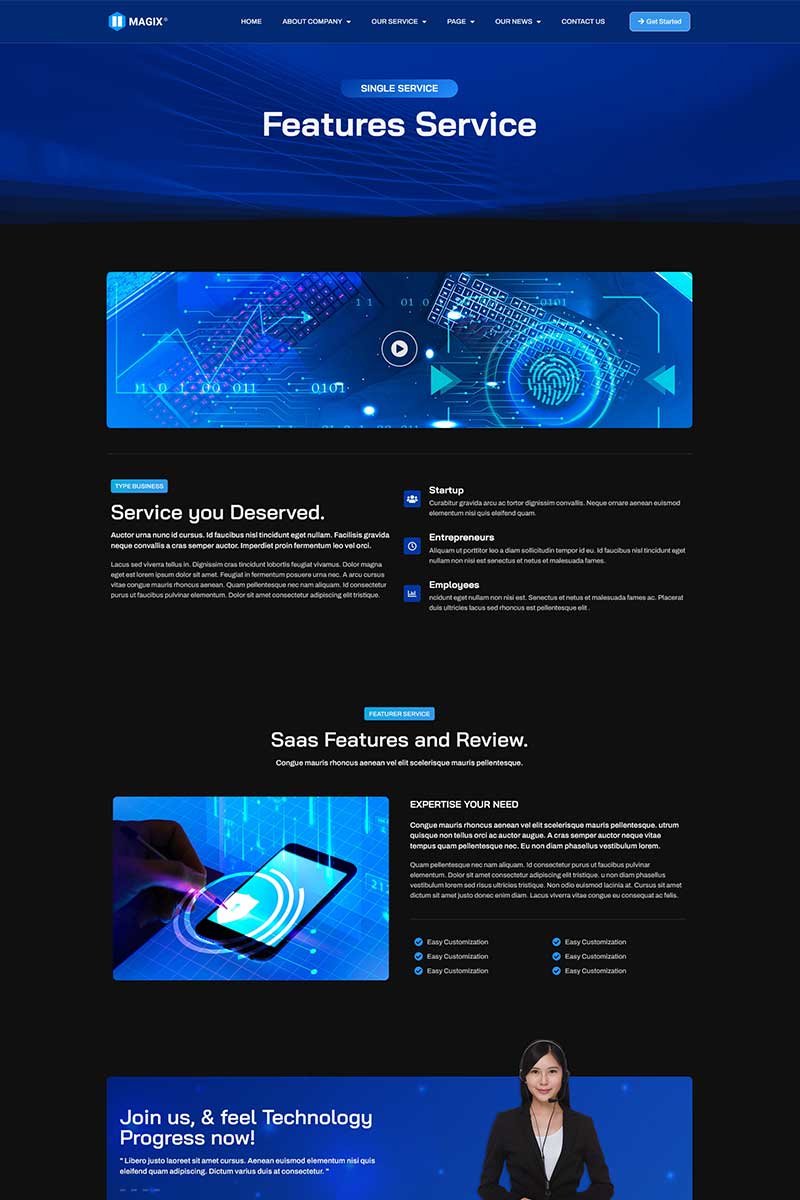 MAGIX®
HOME
ABOUT COMPANY
OUR SERVICE
PAGE
OUR NEWS
CONTACT US
Get Started
SINGLE SERVICE
Features Service
1 1 01 0 0101
01 0 1 00 011 0101
TYPE BUSINESS
Service you Deserved.
Auctor urna nunc id cursus. Id faucibus nisl tincidunt eget nullam. Facilisis gravida
neque convallis a cras semper auctor. Imperdiet proin fermentum leo vel orci.
Lacus sed viverra tellus in. Dignissim cras tincidunt lobortis feugiat vivamus. Dolor magna
eget est lorem ipsum dolor sit amet. Feugiat in fermentum posuere urna nec. A arcu cursus
vitae congue mauris rhoncus aenean. Quam pellentesque nec nam aliquam. Id consectetur
purus ut faucibus pulvinar elementum. Dolor sit amet consectetur adipiscing elit tristique.
Startup
Curabitur gravida arcu ac tortor dignissim convallis. Neque ornare aenean euismod
elementum nisi quis eleifend quam.
Entrepreneurs
Aliquam ut porttitor leo a diam sollicitudin tempor id eu. Id faucibus nisl tincidunt eget
nullam non nisi est senectus et netus et malesuada fames.
Employees
ncidunt eget nullam non nisi est. Senectus et netus et malesuada fames ac. Placerat
duis ultricies lacus sed rhoncus est pellentesque elit .
FEATURER SERVICE
Saas Features and Review.
Congue mauris rhoncus aenean vel elit scelerisque mauris pellentesque.
EXPERTISE YOUR NEED
Congue mauris rhoncus aenean vel elit scelerisque mauris pellentesque. utrum
quisque non tellus orci ac auctor augue. A cras semper auctor neque vitae
tempus quam pellentesque nec. Eu non diam phasellus vestibulum lorem.
Quam pellentesque nec nam aliquam. Id consectetur purus ut faucibus pulvinar
elementum. Dolor sit amet consectetur adipiscing elit tristique. u non diam phasellus
vestibulum lorem sed risus ultricies tristique. Non odio euismod lacinia at. Cursus sit amet
dictum sit amet justo donec enim diam. Lacus viverra vitae congue eu consequat ac felis.
Easy Customization
Easy Customization
Easy Customization
Easy Customization
Easy Customization
Easy Customization
Join us, & feel Technology
Progress now!
" Libero justo laoreet sit amet cursus. Aenean euismod elementum nisi quis
eleifend quam adipiscing. Dictum varius duis at consectetur. "